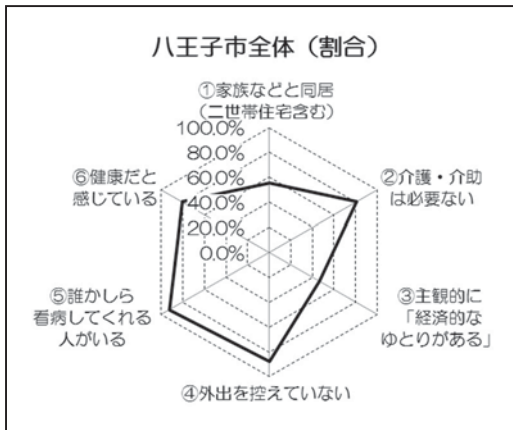 八王子市全体（割合）
①家族などと同居
（二世帯住宅含む）
100.0%
80.0%
60.0%
40.0%
20.0%
0.0%
②介護・介助
は必要ない
③主観的に
「経済的な
ゆとりがある」
④外出を控えていない
⑤誰かしら
看病してくれる
人がいる
⑥健康だと
感じている